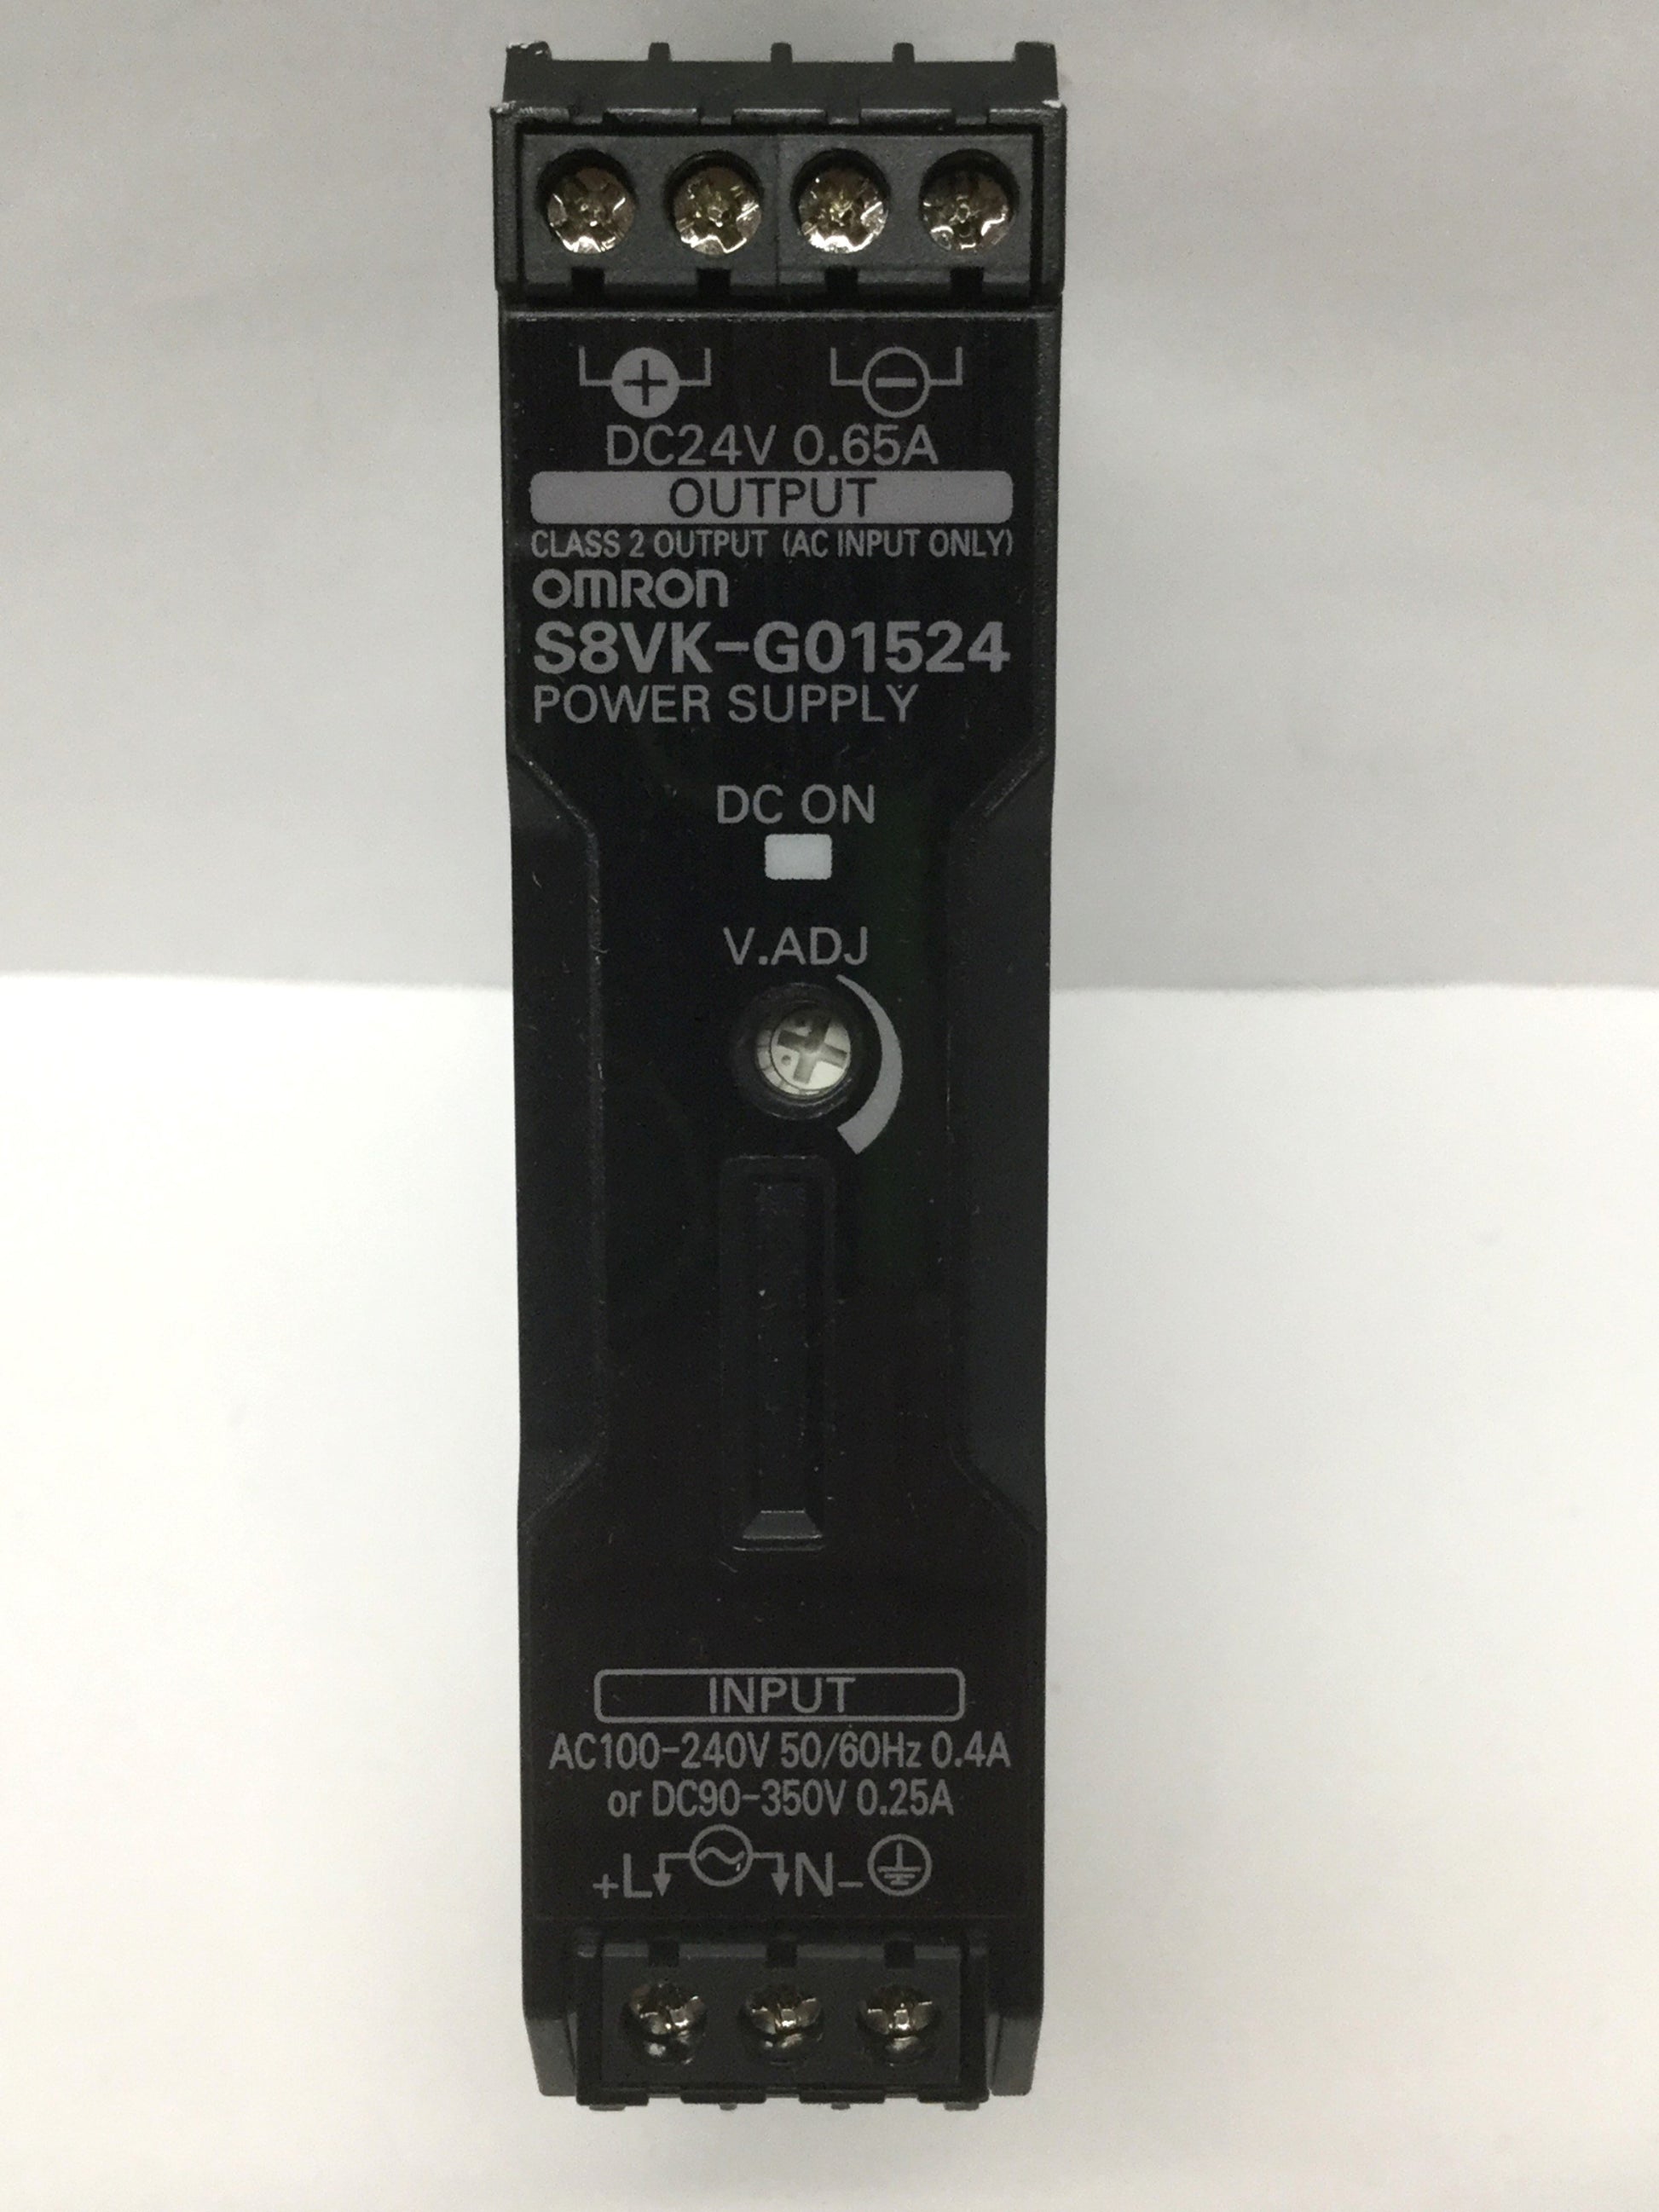 + −
DC24V 0.65A
OUTPUT
CLASS 2 OUTPUT (AC INPUT ONLY)
OMRON
S8VK-G01524
POWER SUPPLY
DC ON
V.ADJ
INPUT
AC100-240V 50/60Hz 0.4A
or DC90-350V 0.25A
+L N-